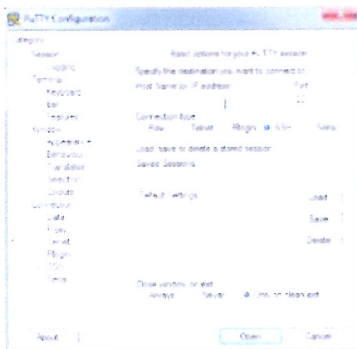 PuTTY Configuration
Category:
Session
Logging
Terminal
Keyboard
Bell
Features
Window
Appearance
Behaviour
Translation
Selection
Colours
Connection
Data
Proxy
Telnet
Rlogin
SSH
Serial
Basic options for your PuTTY session
Specify the destination you want to connect to
Host Name (or IP address) Port
22
Connection type:
Raw Telnet Rlogin SSH Serial
Load, save or delete a stored session
Saved Sessions
Default Settings
Load
Save
Delete
Close window on exit
Always Never Only on clean exit
About Open Cancel